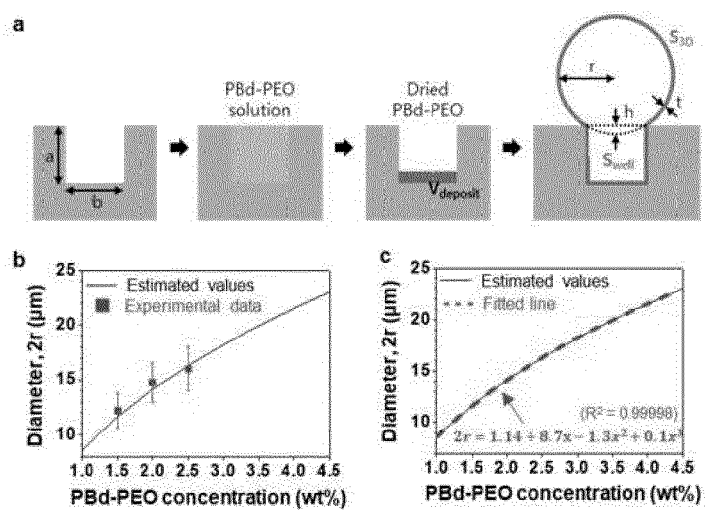 a
PBd-PEO
solution
Dried
PBd-PEO
a
b
V_deposit
r
S_3D
t
h
S_well
b
Diameter, 2r (µm)
25
20
15
10
Estimated values
Experimental data
1.0 1.5 2.0 2.5 3.0 3.5 4.0 4.5
PBd-PEO concentration (wt%)
c
Diameter, 2r (µm)
25
20
15
10
Estimated values
Fitted line
(R² = 0.99998)
2r = 1.14 + 8.7x − 1.3x² + 0.1x³
1.0 1.5 2.0 2.5 3.0 3.5 4.0 4.5
PBd-PEO concentration (wt%)